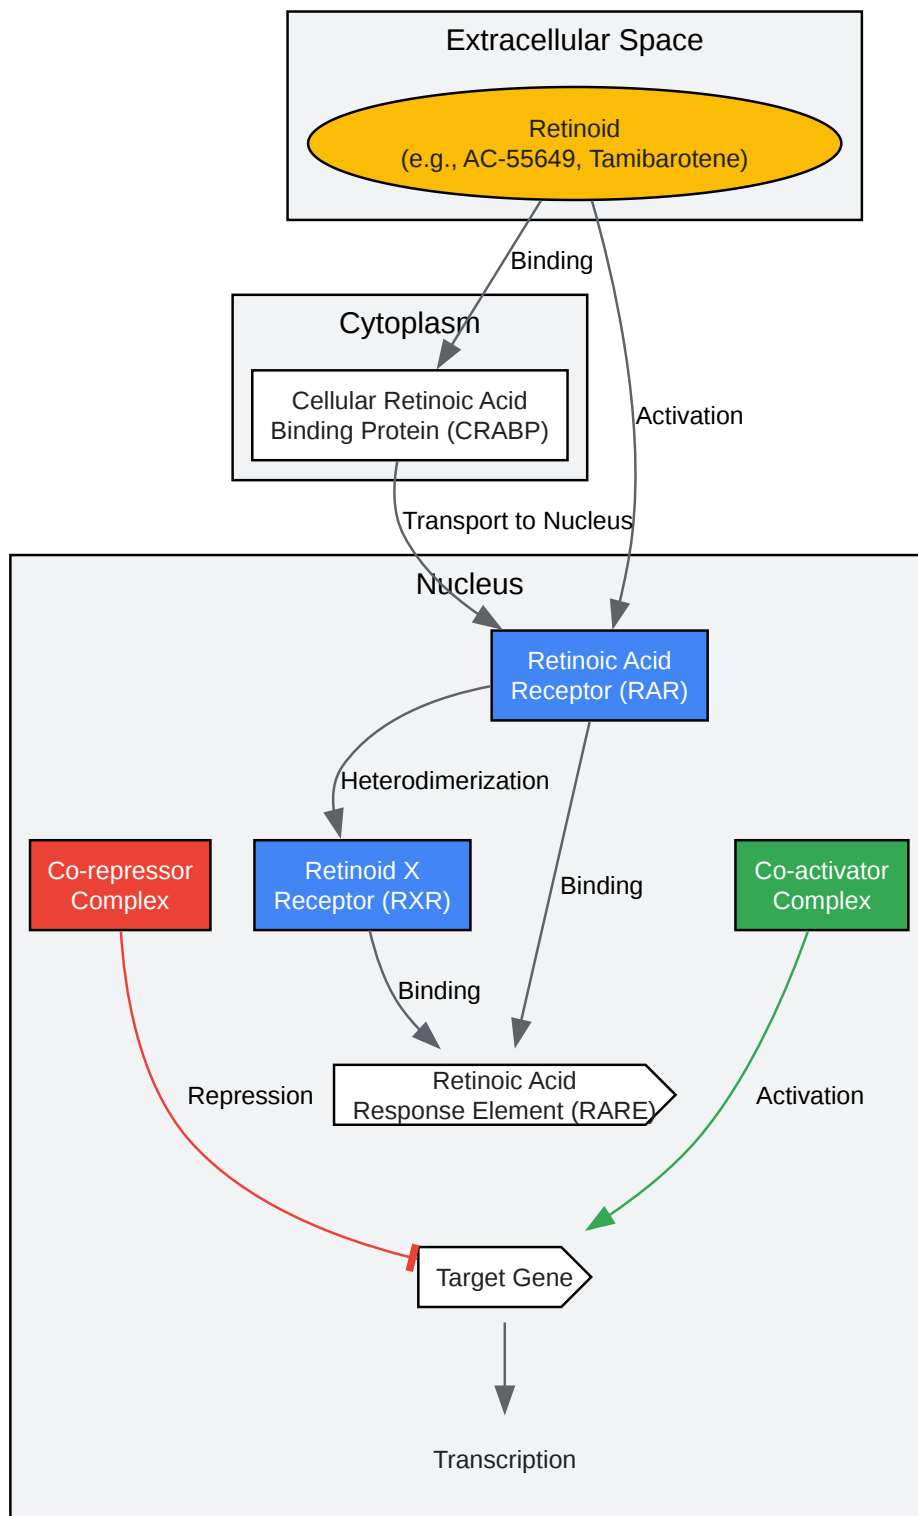 Extracellular Space
Retinoid
(e.g., AC-55649, Tamibarotene)
Binding
Cytoplasm
Cellular Retinoic Acid
Binding Protein (CRABP)
Activation
Transport to Nucleus
Nucleus
Retinoic Acid
Receptor (RAR)
Heterodimerization
Co-repressor
Complex
Retinoid X
Receptor (RXR)
Binding
Co-activator
Complex
Binding
Repression
Retinoic Acid
Response Element (RARE)
Activation
Target Gene
Transcription